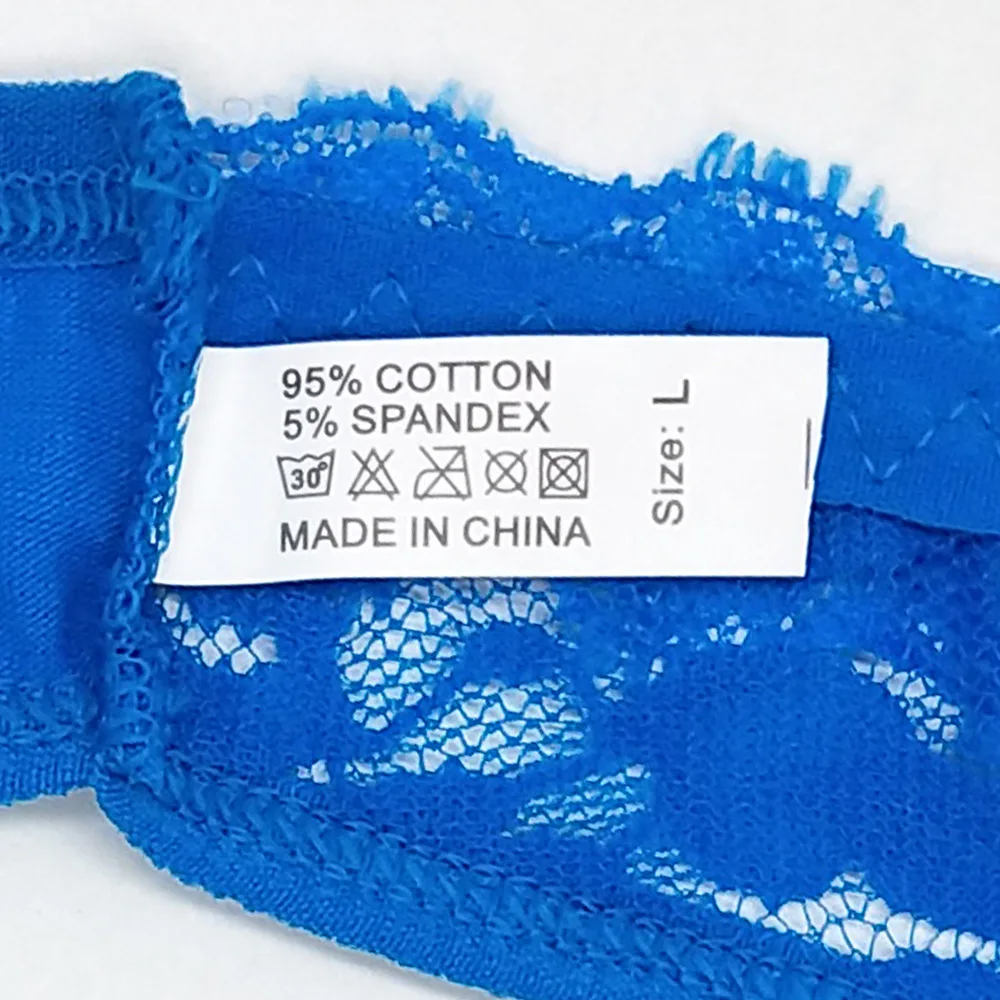 95% COTTON
5% SPANDEX
30°
MADE IN CHINA
Size: L